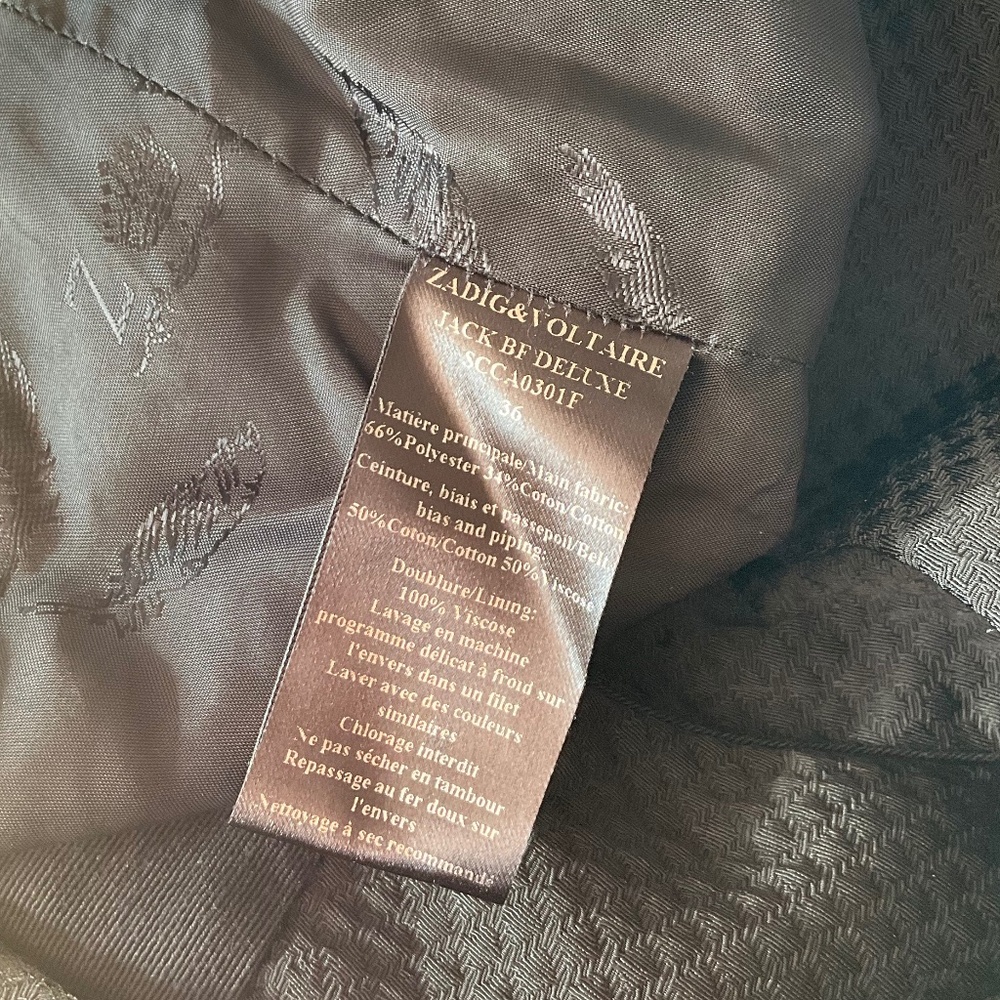 ZADIG&VOLTAIRE
JACK BF DELUXE
SCCA0301F
36
Matière principale/Main fabric:
66%Polyester 34%Coton/Cotton
Ceinture, biais et passepoil/Belt,
bias and piping:
50%Coton/Cotton 50%Viscose
Doublure/Lining:
100% Viscose
Lavage en machine
programme délicat à froid sur
l'envers dans un filet
Laver avec des couleurs
similaires
Chlorage interdit
Ne pas sécher en tambour
Repassage au fer doux sur
l'envers
Nettoyage à sec recommandé
Z